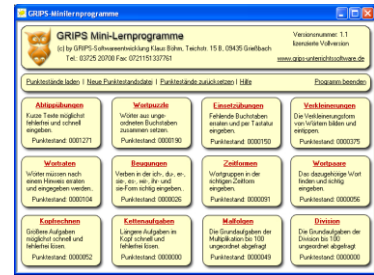 GRIPS-Minilernprogramme
GRIPS Mini-Lernprogramme
(c) by GRIPS-Softwareentwicklung Klaus Böhm, Teichstr. 15 B, 09435 Grießbach
Tel.: 03725 20700 Fax: 0721151337761
Versionsnummer: 1.1
lizenzierte Vollversion
www.grips-unterrichtssoftware.de
Punktestände laden | Neue Punktestandsdatei | Punktestände zurücksetzen | Hilfe Programm beenden
Abtippübungen
Kurze Texte möglichst fehlerfrei und schnell eingeben.
Punktestand: 0001271
Wortpuzzle
Wörter aus ungeordneten Buchstaben zusammen setzen.
Punktestand: 0000190
Einsetzübungen
Fehlende Buchstaben erraten und per Tastatur eingeben.
Punktestand: 0000150
Verkleinerungen
Die Verkleinerungsform von Wörtern bilden und eintippen.
Punktestand: 0000375
Wortraten
Wörter müssen nach einem Hinweis erraten und eingegeben werden.
Punktestand: 0000104
Beugungen
Verben in der ich-, du-, er-, sie-, es-, wir-, ihr- und sie-Form richtig eingeben.
Punktestand: 0000026
Zeitformen
Wortgruppen in der richtigen Zeitform eingeben.
Punktestand: 0000091
Wortpaare
Das dazugehörige Wort finden und richtig eingeben.
Punktestand: 0000056
Kopfrechnen
Größere Aufgaben möglichst schnell und fehlerfrei lösen.
Punktestand: 0000052
Kettenaufgaben
Längere Aufgaben im Kopf schnell und fehlerfrei lösen.
Punktestand: 0000000
Malfolgen
Die Grundaufgaben der Multiplikation bis 100 ungeordnet abgefragt
Punktestand: 0000049
Division
Die Grundaufgaben der Division bis 100 ungeordnet abgefragt
Punktestand: 0000000